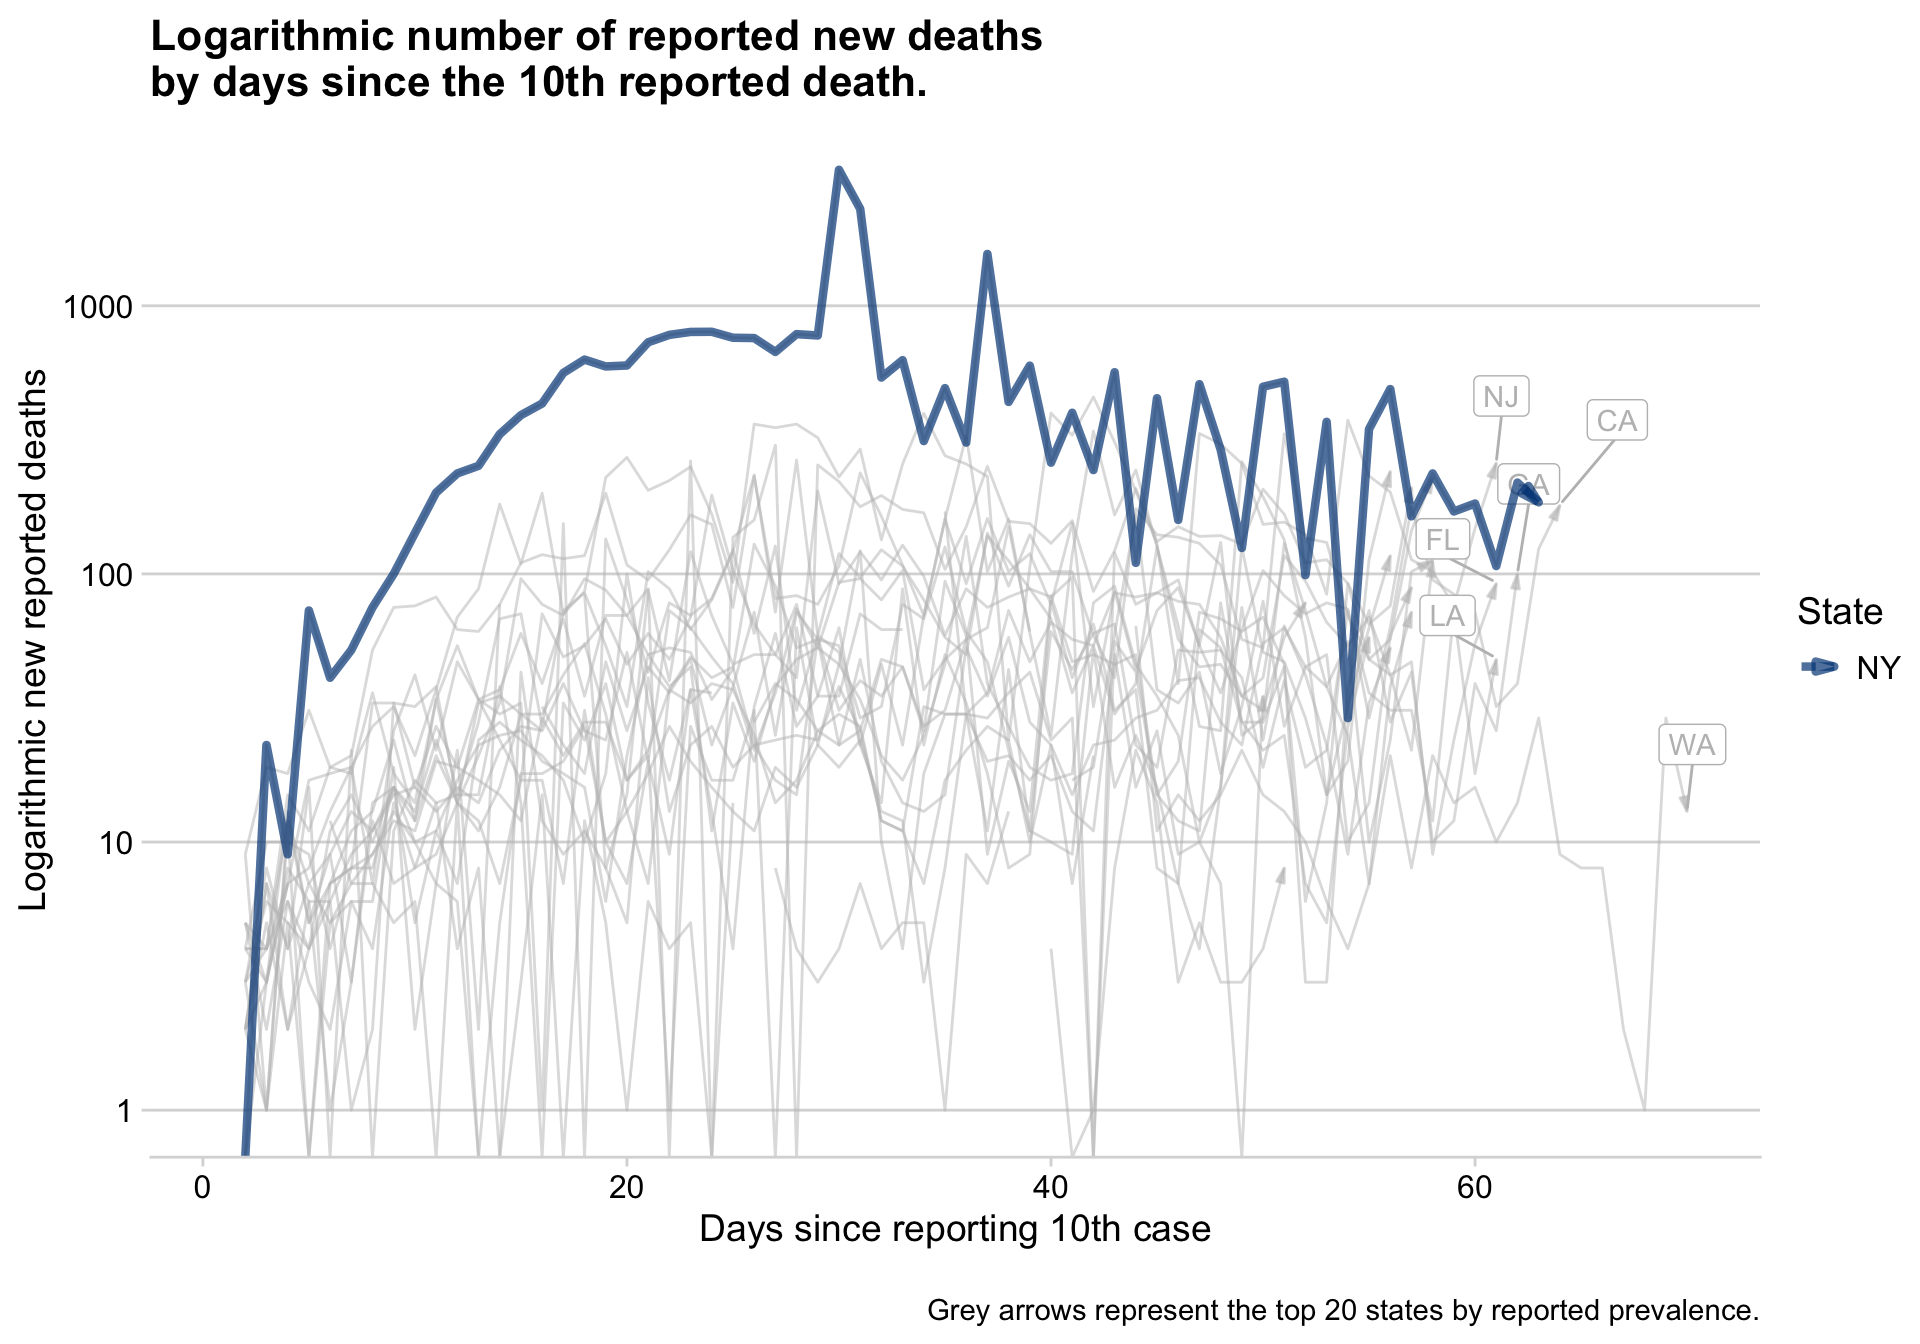 Logarithmic number of reported new deaths
by days since the 10th reported death.
Logarithmic new reported deaths
1000
100
10
1
NJ
CA
GA
FL
LA
WA
State
NY
0
20
40
60
Days since reporting 10th case
Grey arrows represent the top 20 states by reported prevalence.